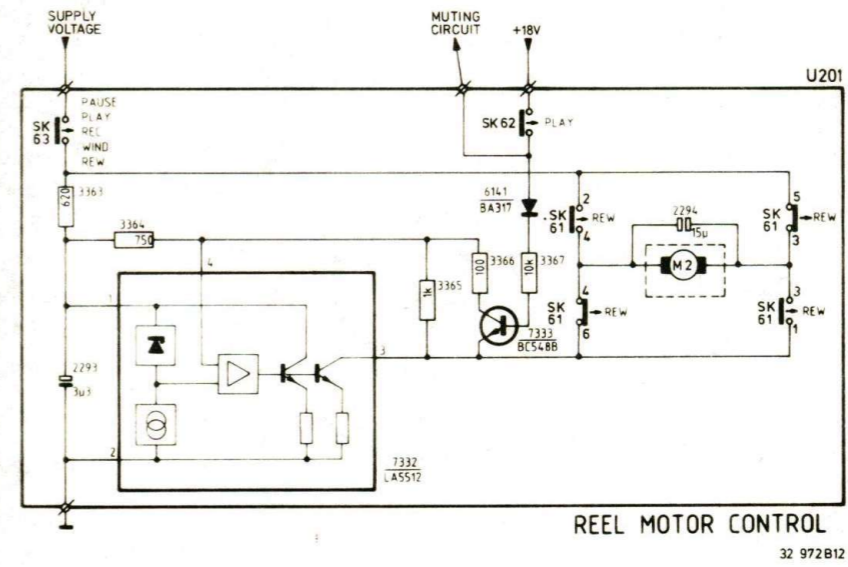 SUPPLY
VOLTAGE
MUTING
CIRCUIT
+18V
U201
PAUSE
PLAY
REC
WIND
REW
SK
63
SK62
PLAY
620
3363
3364
750
4
1k
3365
100
3366
10k
3367
6141
BA317
2
SK
61
REW
4
2294
15µ
M2
5
SK
61
REW
3
4
SK
61
REW
6
3
SK
61
REW
1
7333
BC548B
1
3
2293
3µ3
2
7332
LA5512
REEL MOTOR CONTROL
32 972B12